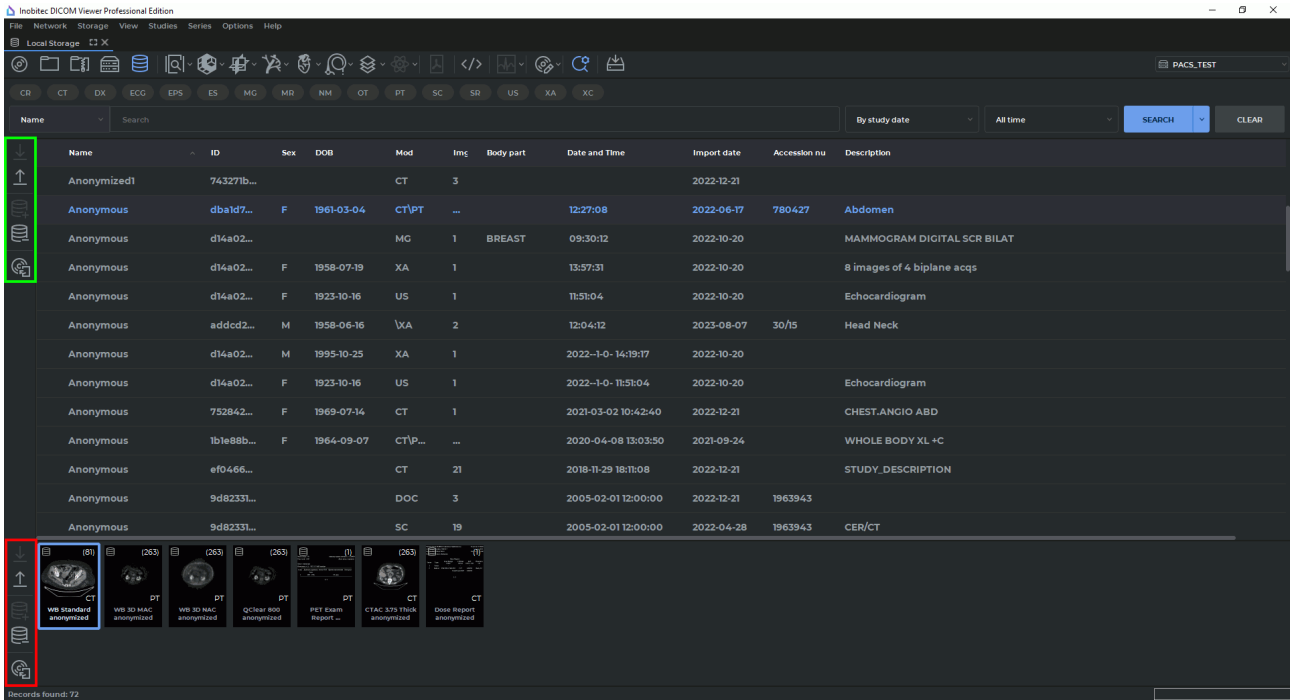 Inobitec DICOM Viewer Professional Edition
File Network Storage View Studies Series Options Help
Local Storage
PACS_TEST
CR CT DX ECG EPS ES MG MR NM OT PT SC SR US XA XC
Name Search By study date All time SEARCH CLEAR
Name ID Sex DOB Mod Img Body part Date and Time Import date Accession nu Description
Anonymized1 743271b... CT 3 2022-12-21
Anonymous dba1d7... F 1961-03-04 CT\PT ... 12:27:08 2022-06-17 780427 Abdomen
Anonymous d14a02... MG 1 BREAST 09:30:12 2022-10-20 MAMMOGRAM DIGITAL SCR BILAT
Anonymous d14a02... F 1958-07-19 XA 1 13:57:31 2022-10-20 8 images of 4 biplane acqs
Anonymous d14a02... F 1923-10-16 US 1 11:51:04 2022-10-20 Echocardiogram
Anonymous addcd2... M 1958-06-16 \XA 2 12:04:12 2023-08-07 30/15 Head Neck
Anonymous d14a02... M 1995-10-25 XA 1 2022--1-0- 14:19:17 2022-10-20
Anonymous d14a02... F 1923-10-16 US 1 2022--1-0- 11:51:04 2022-10-20 Echocardiogram
Anonymous 752842... F 1969-07-14 CT 1 2021-03-02 10:42:40 2022-12-21 CHEST.ANGIO ABD
Anonymous 1b1e88b... F 1964-09-07 CT\P... ... 2020-04-08 13:03:50 2021-09-24 WHOLE BODY XL +C
Anonymous ef0466... CT 21 2018-11-29 18:11:08 2022-12-21 STUDY_DESCRIPTION
Anonymous 9d82331... DOC 3 2005-02-01 12:00:00 2022-12-21 1963943
Anonymous 9d82331... SC 19 2005-02-01 12:00:00 2022-04-28 1963943 CER/CT
(81) (263) (263) (263) (1) (263) (1)
CT PT PT PT PT CT CT
WB Standard WB 3D MAC WB 3D NAC QClear 800 PET Exam CTAC 3.75 Thick Dose Report
anonymized anonymized anonymized anonymized Report ... anonymized anonymized
Records found: 72